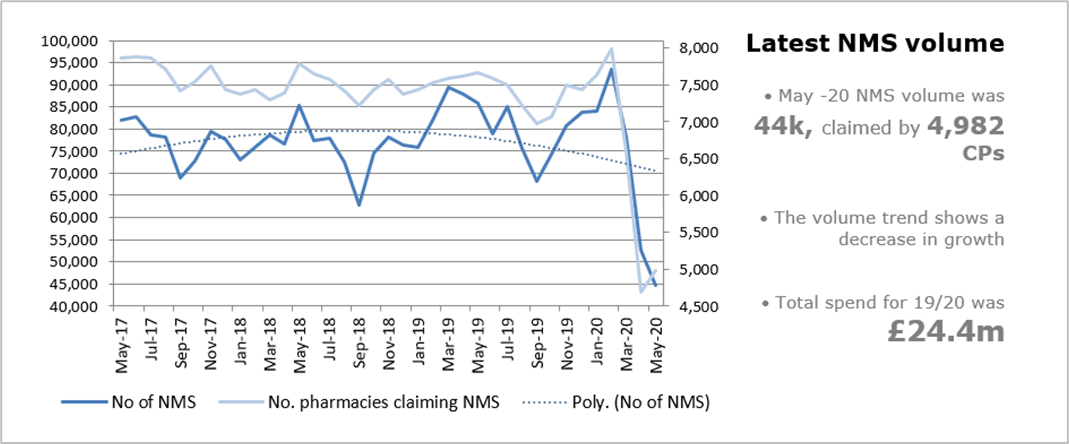 100,000
95,000
90,000
85,000
80,000
75,000
70,000
65,000
60,000
55,000
50,000
45,000
40,000
8,000
7,500
7,000
6,500
6,000
5,500
5,000
4,500
May-17
Jul-17
Sep-17
Nov-17
Jan-18
Mar-18
May-18
Jul-18
Sep-18
Nov-18
Jan-19
Mar-19
May-19
Jul-19
Sep-19
Nov-19
Jan-20
Mar-20
May-20
No of NMS
No. pharmacies claiming NMS
Poly. (No of NMS)
Latest NMS volume
• May -20 NMS volume was
44k, claimed by 4,982
CPs
• The volume trend shows a
decrease in growth
• Total spend for 19/20 was
£24.4m